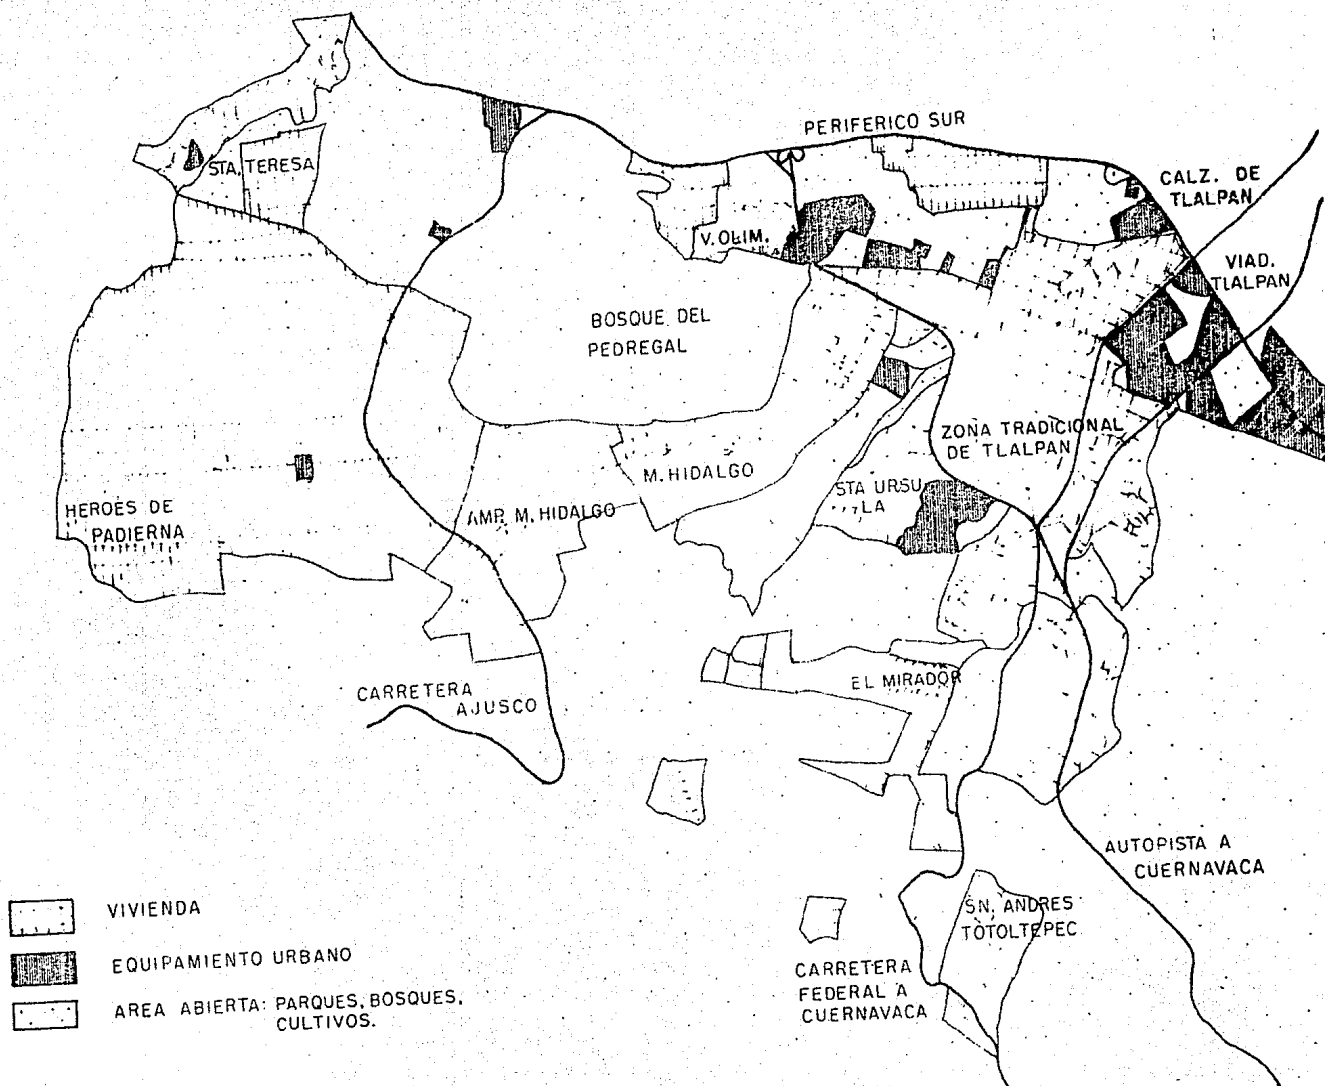 PERIFERICO SUR
CALZ. DE
TLALPAN
STA. TERESA
V. OLIM.
VIAD.
TLALPAN
BOSQUE DEL
PEDREGAL
ZONA TRADICIONAL
DE TLALPAN
M. HIDALGO
STA URSU-
LA
HEROES DE
PADIERNA
AMP. M. HIDALGO
EL MIRADOR
CARRETERA
AJUSCO
AUTOPISTA A
CUERNAVACA
SN. ANDRES
TOTOLTEPEC
CARRETERA
FEDERAL A
CUERNAVACA
VIVIENDA
EQUIPAMIENTO URBANO
AREA ABIERTA: PARQUES, BOSQUES,
CULTIVOS.